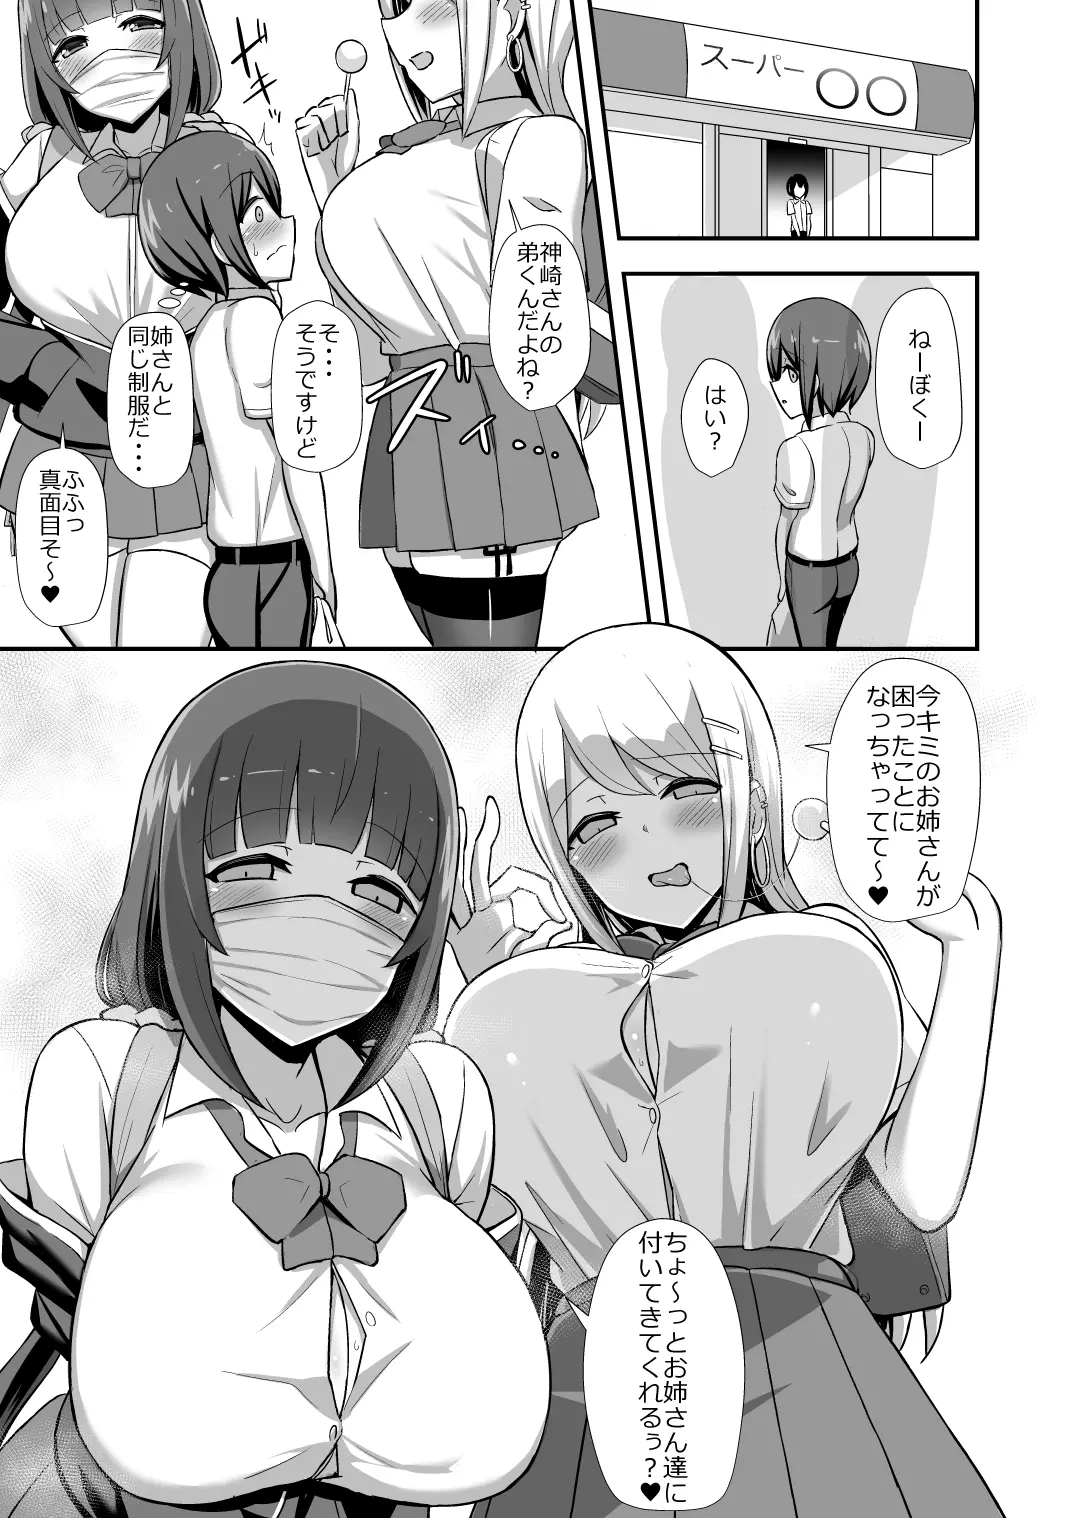 スーパー〇〇
ねーぼくー
はい？
神崎さんの
弟くんだよね？
そ・・・
そうですけど
姉さんと
同じ制服だ・・・
ふふっ
真面目そ～♥
ドキッ
ズイ・・・
今キミのお姉さんが
困ったことに
なっちゃってて～♥
ちょ～っとお姉さん達に
付いてきてくれるぅ？♥